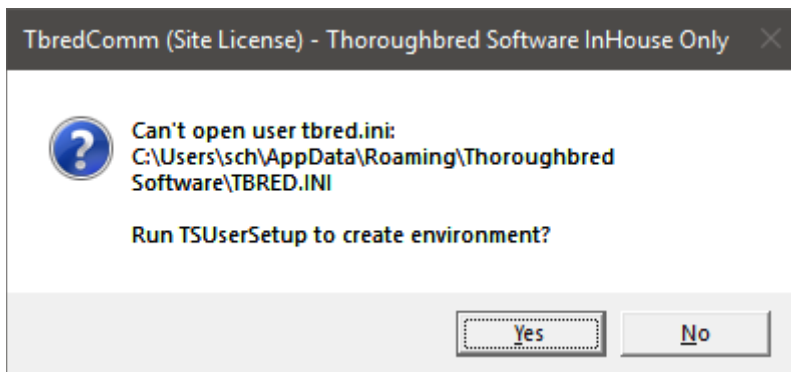 TbredComm (Site License) - Thoroughbred Software InHouse Only
Can't open user tbred.ini:
C:\Users\sch\AppData\Roaming\Thoroughbred
Software\TBRED.INI
Run TSUserSetup to create environment?
Yes
No